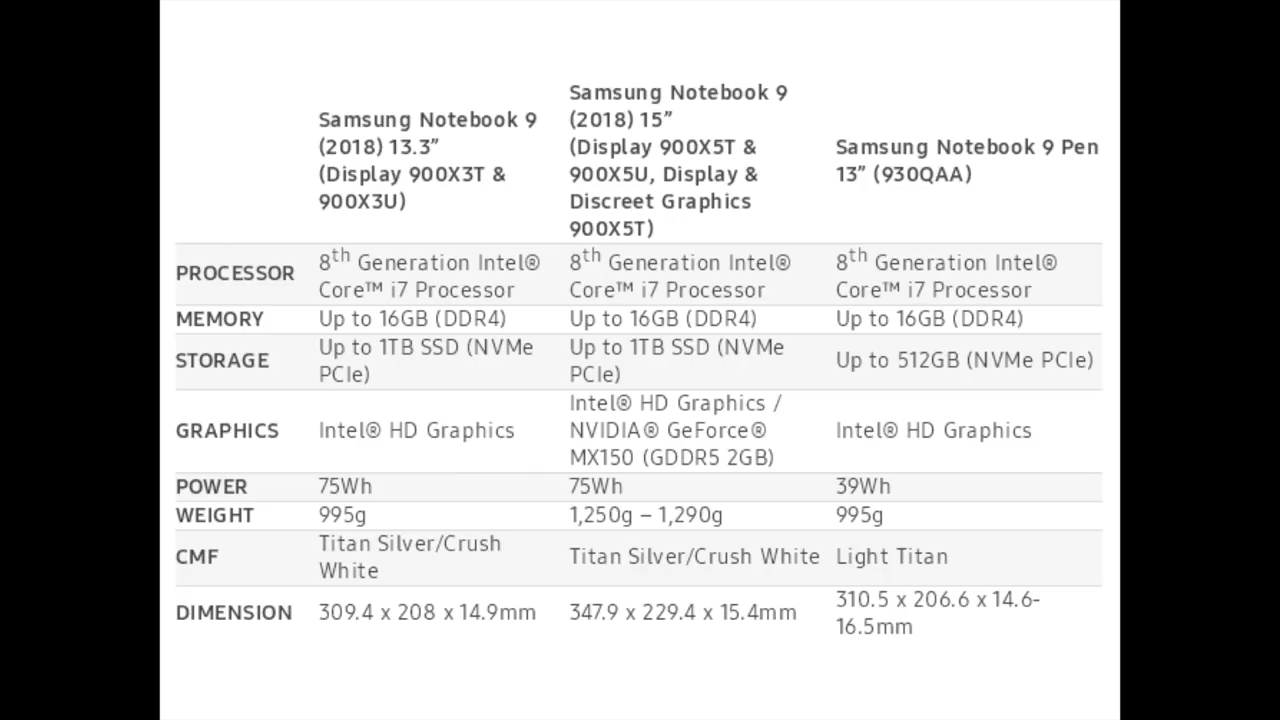 Samsung Notebook 9
(2018) 13.3”
(Display 900X3T &
900X3U)
Samsung Notebook 9
(2018) 15”
(Display 900X5T &
900X5U, Display &
Discreet Graphics
900X5T)
Samsung Notebook 9 Pen
13” (930QAA)
PROCESSOR
8th Generation Intel®
Core™ i7 Processor
8th Generation Intel®
Core™ i7 Processor
8th Generation Intel®
Core™ i7 Processor
MEMORY
Up to 16GB (DDR4)
Up to 16GB (DDR4)
Up to 16GB (DDR4)
STORAGE
Up to 1TB SSD (NVMe
PCIe)
Up to 1TB SSD (NVMe
PCIe)
Up to 512GB (NVMe PCIe)
GRAPHICS
Intel® HD Graphics
Intel® HD Graphics /
NVIDIA® GeForce®
MX150 (GDDR5 2GB)
Intel® HD Graphics
POWER
75Wh
75Wh
39Wh
WEIGHT
995g
1,250g – 1,290g
995g
CMF
Titan Silver/Crush
White
Titan Silver/Crush White
Light Titan
DIMENSION
309.4 x 208 x 14.9mm
347.9 x 229.4 x 15.4mm
310.5 x 206.6 x 14.6-
16.5mm